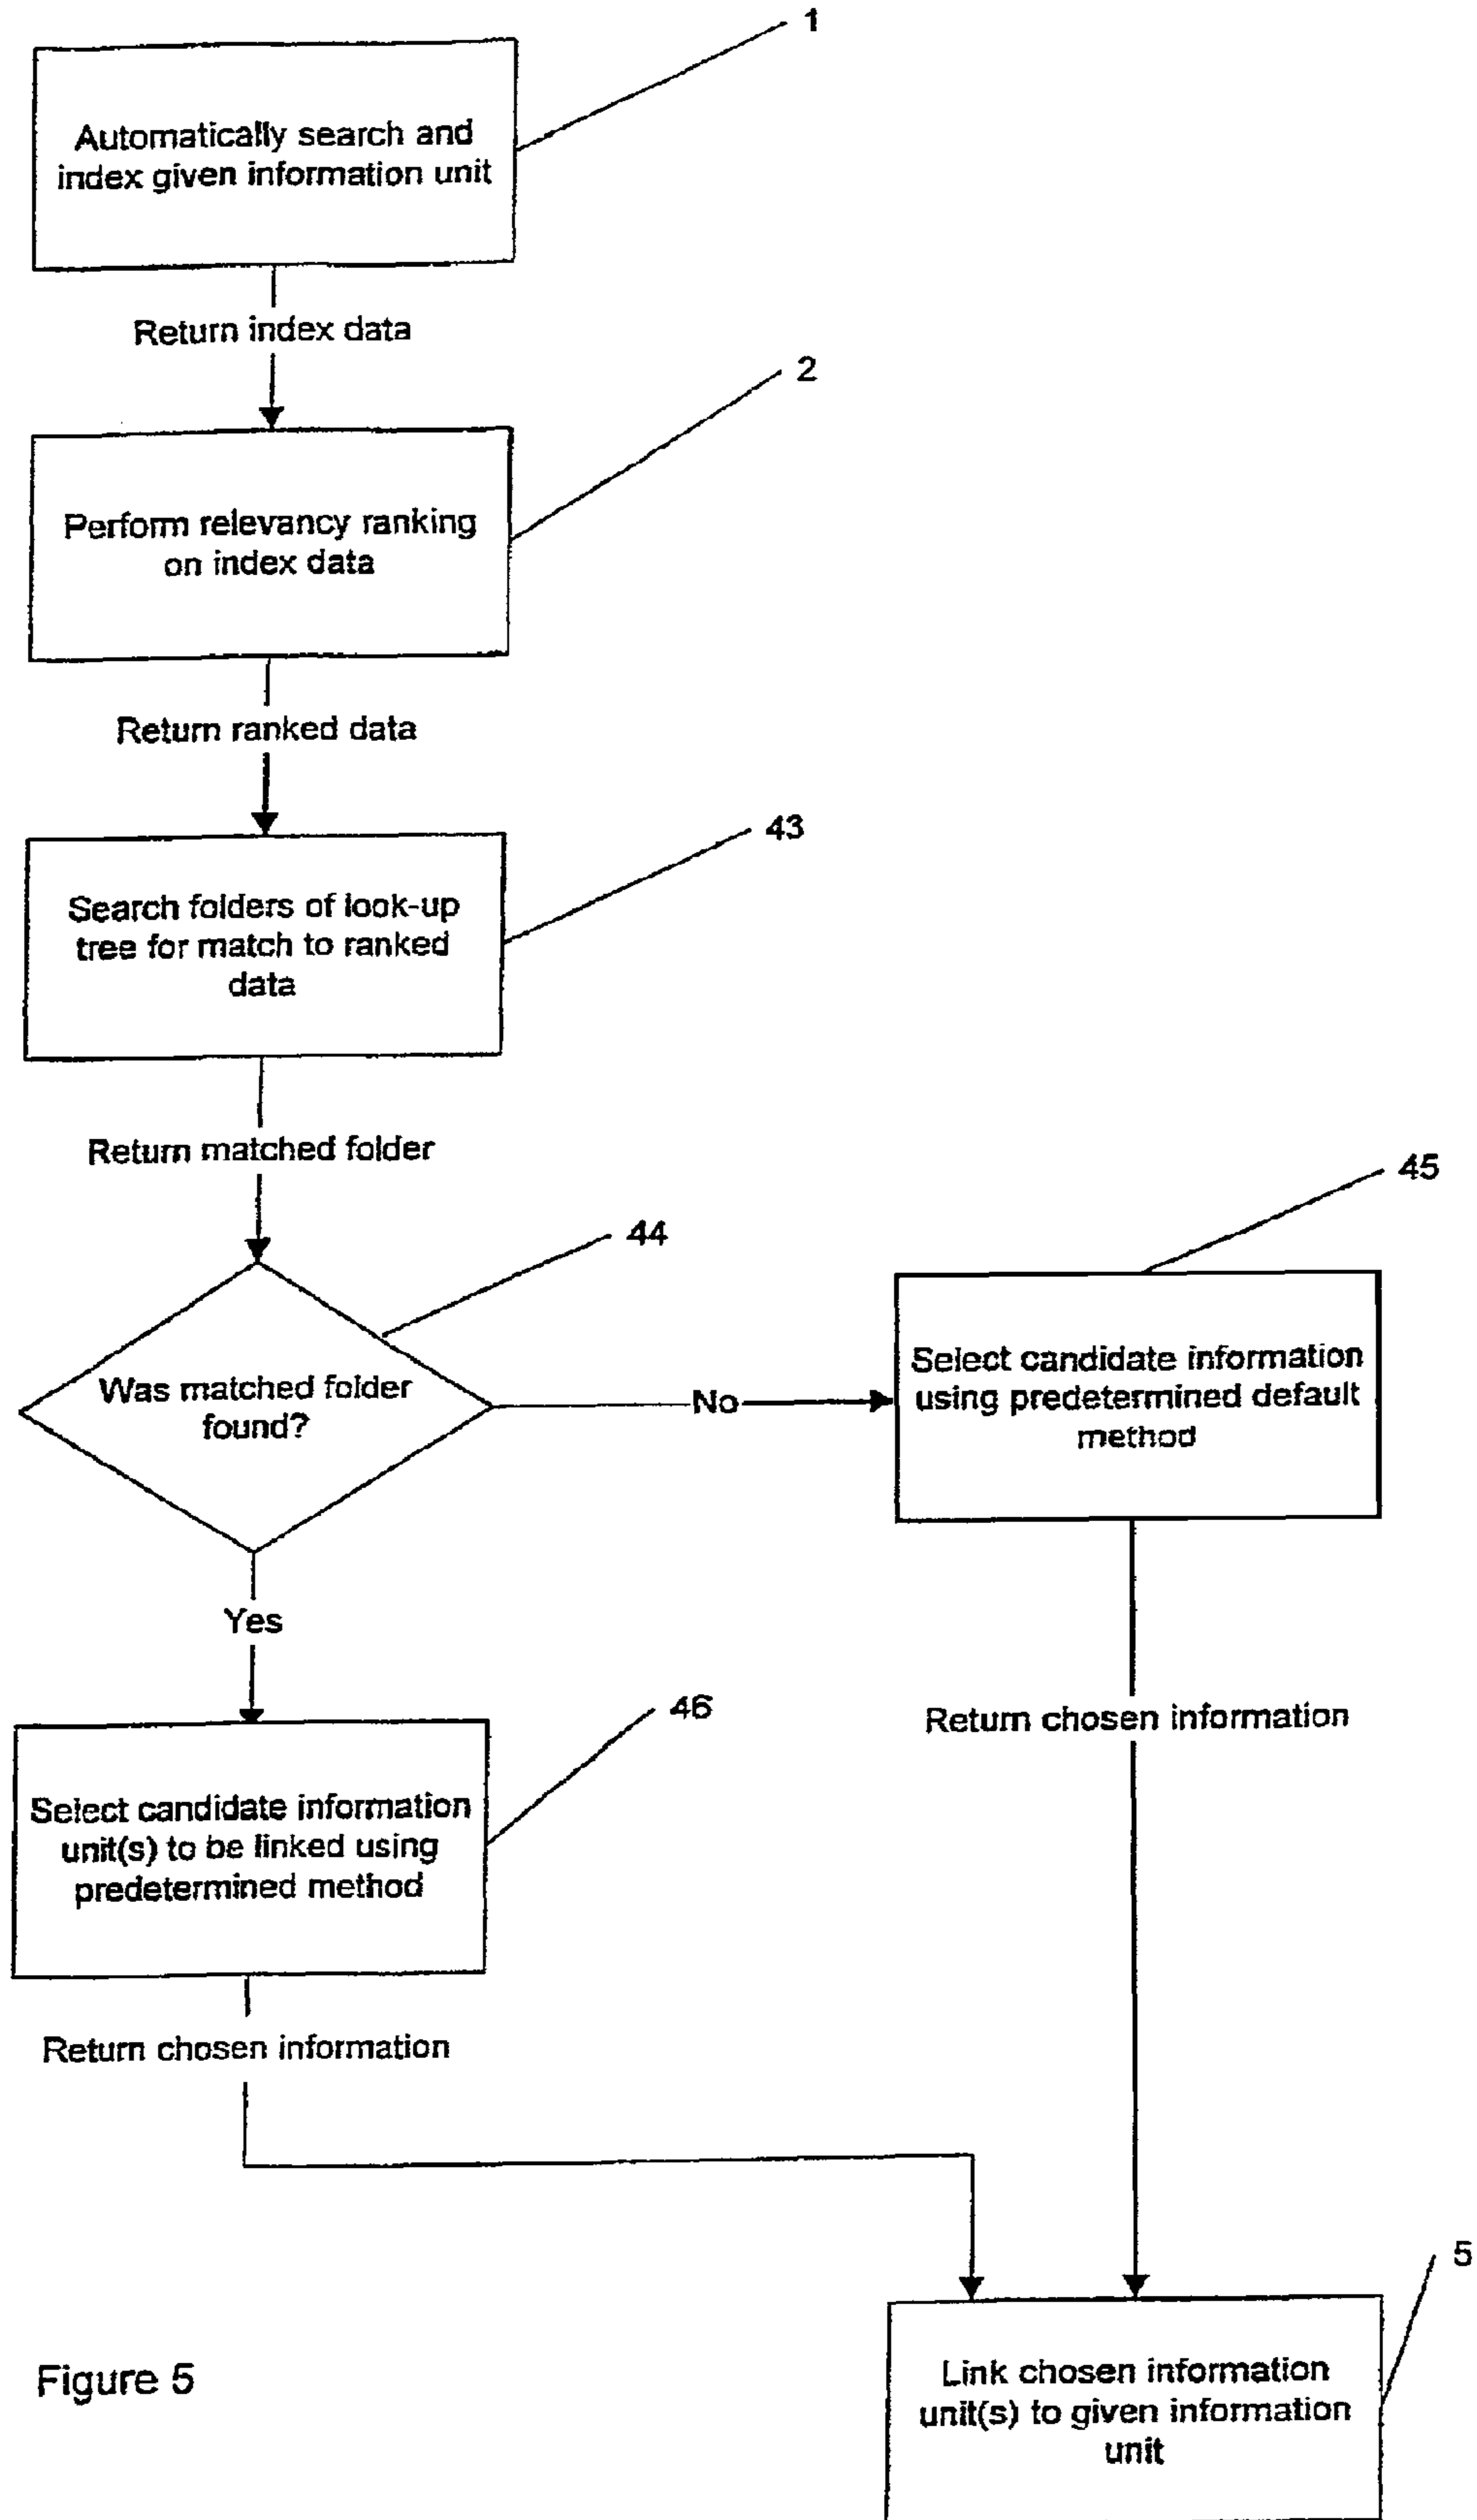 1
Automatically search and
index given information unit
Return index data
2
Perform relevancy ranking
on index data
Return ranked data
43
Search folders of look-up
tree for match to ranked
data
Return matched folder
44
45
Was matched folder
found?
No
Select candidate information
using predetermined default
method
Yes
46
Select candidate information
unit(s) to be linked using
predetermined method
Return chosen information
Return chosen information
5
Link chosen information
unit(s) to given information
unit
Figure 5